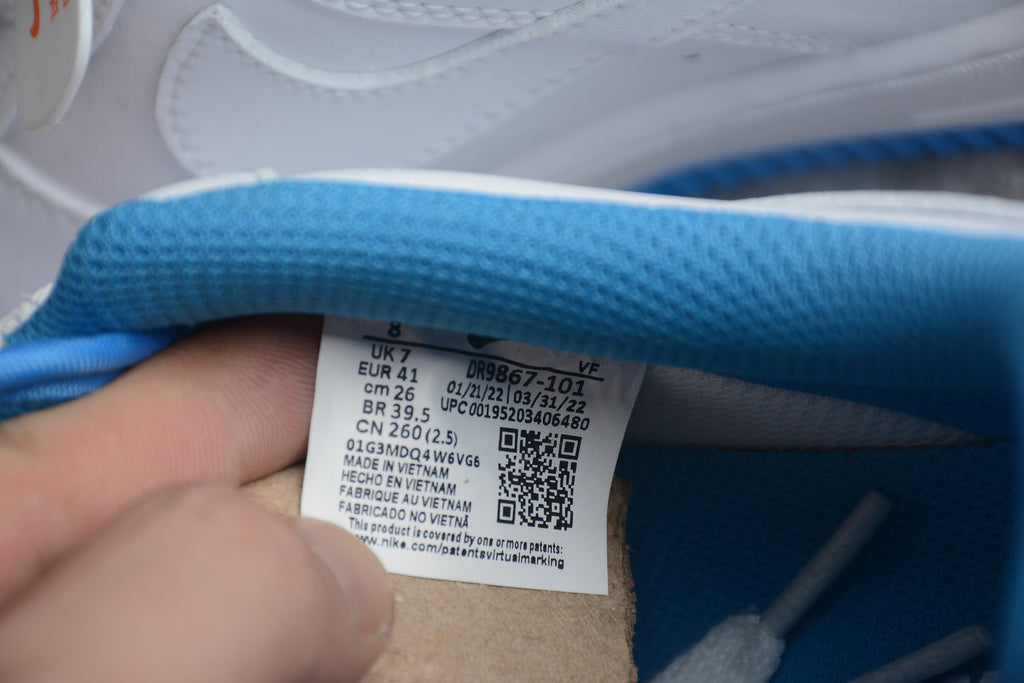 8
VF
UK 7
EUR 41
cm 26
BR 39.5
CN 260 (2.5)
DR9867-101
01/21/22 | 03/31/22
UPC 00195203406480
01G3MDQ4W6VG6
MADE IN VIETNAM
HECHO EN VIETNAM
FABRIQUE AU VIETNAM
FABRICADO NO VIETNÃ
This product is covered by one or more patents:
www.nike.com/patentsvirtualmarking